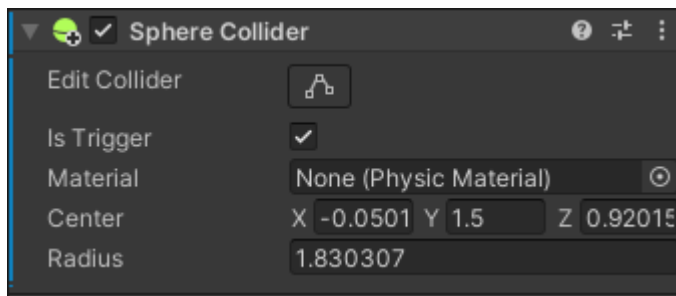 Sphere Collider
Edit Collider
Is Trigger
Material None (Physic Material)
Center X -0.0501 Y 1.5 Z 0.92015
Radius 1.830307